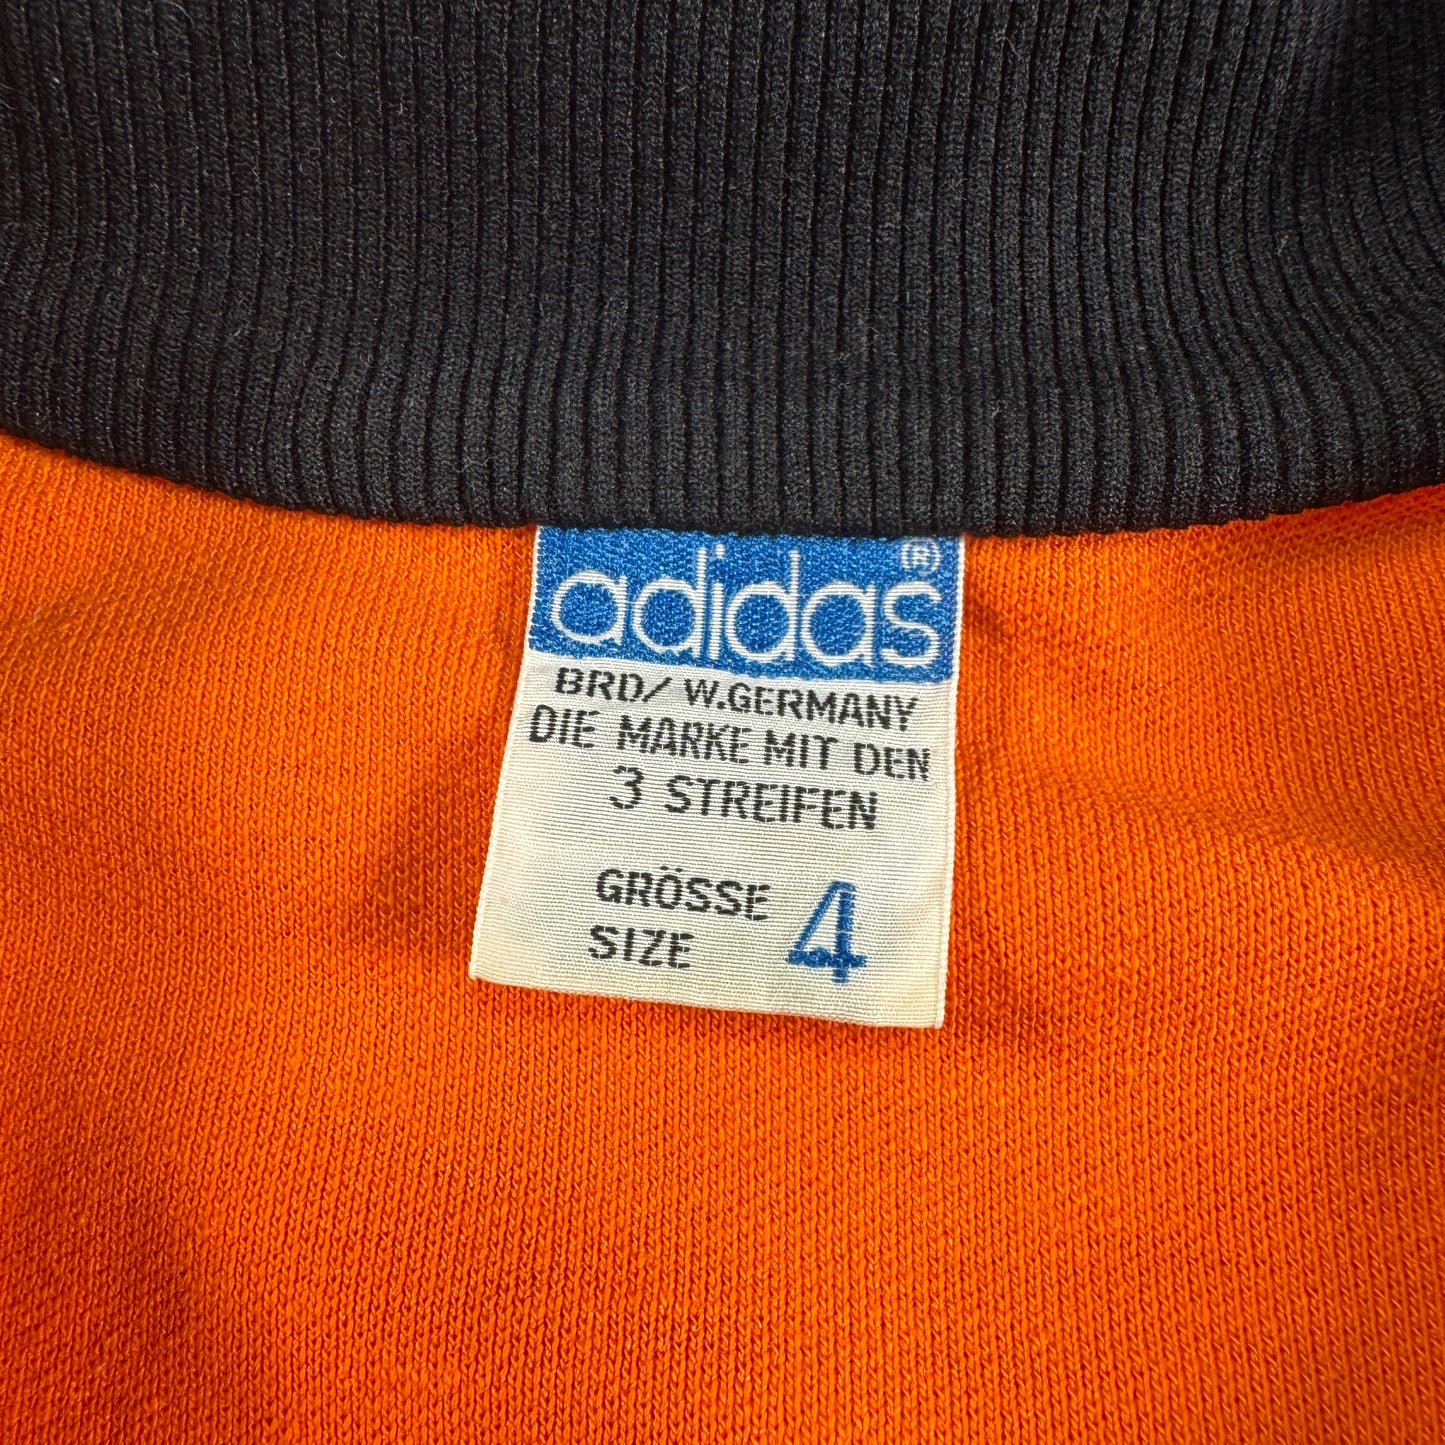 adidas®
BRD/ W.GERMANY
DIE MARKE MIT DEN
3 STREIFEN
GRÖSSE 4
SIZE